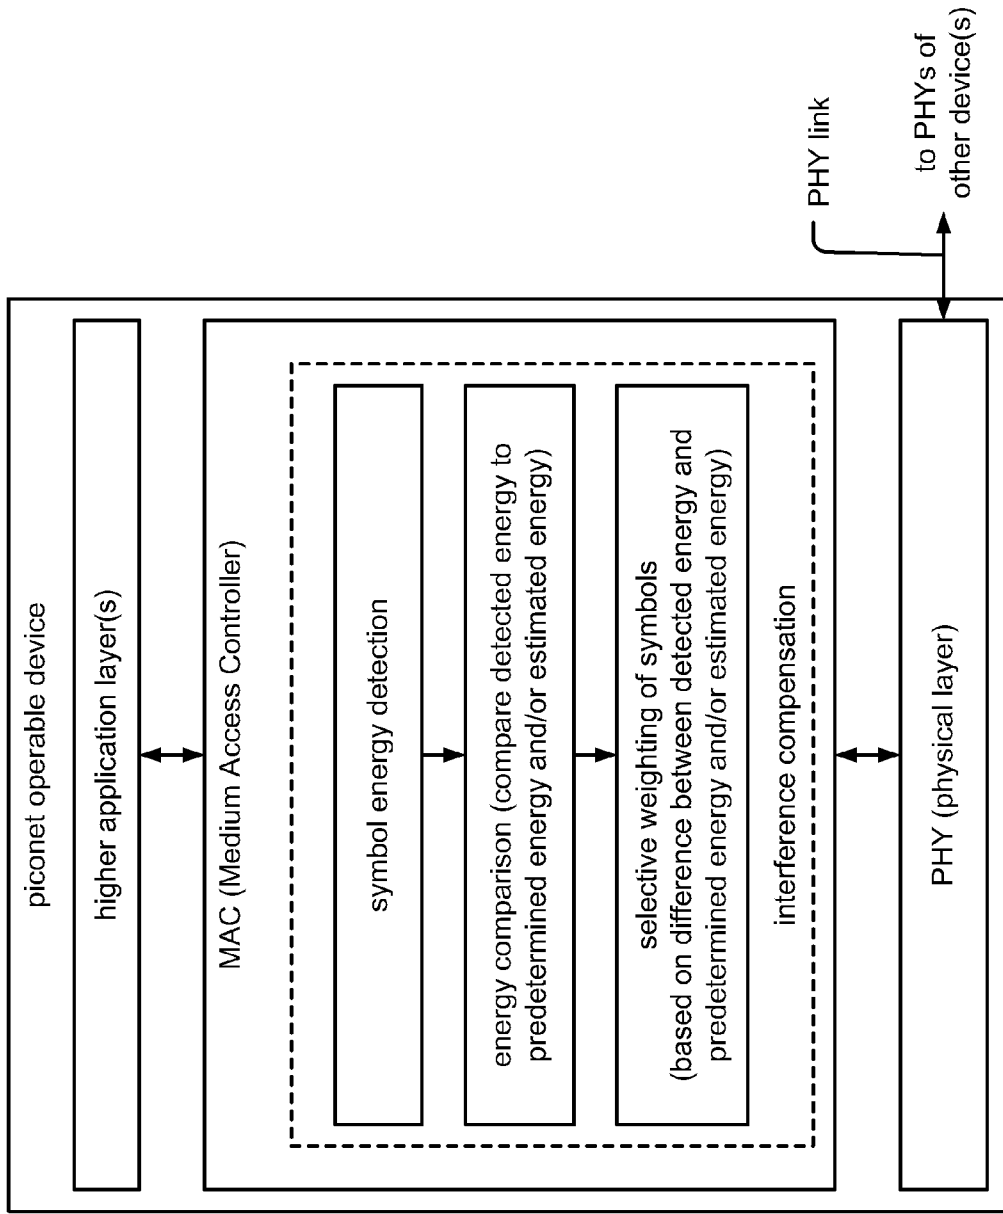 piconet operable device
higher application layer(s)
MAC (Medium Access Controller)
symbol energy detection
energy comparison (compare detected energy to
predetermined energy and/or estimated energy)
selective weighting of symbols
(based on difference between detected energy and
predetermined energy and/or estimated energy)
interference compensation
PHY (physical layer)
PHY link
to PHYs of
other device(s)